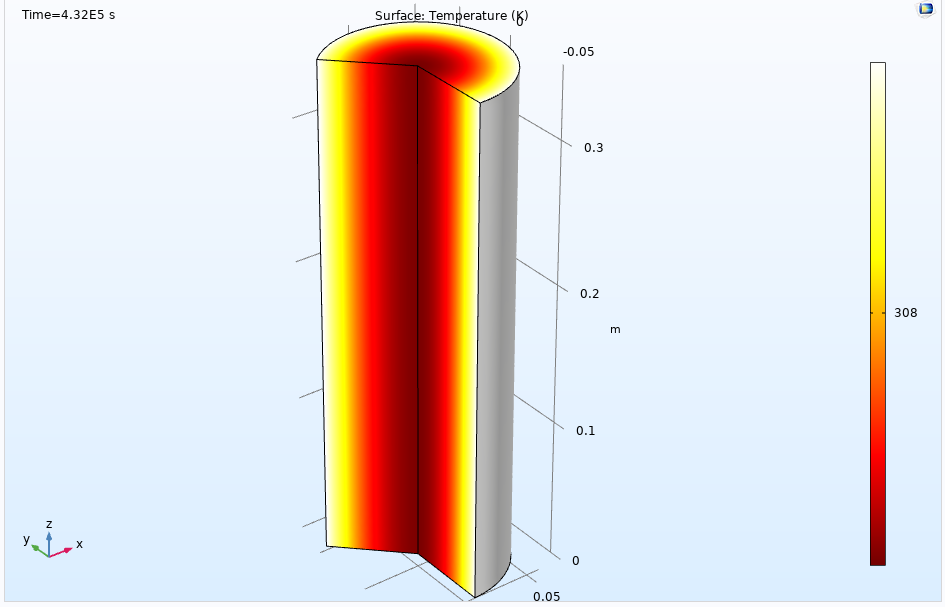 Time=4.32E5 s
Surface: Temperature (K)
0
-0.05
0.3
0.2
m
308
0.1
z
y
x
0
0.05